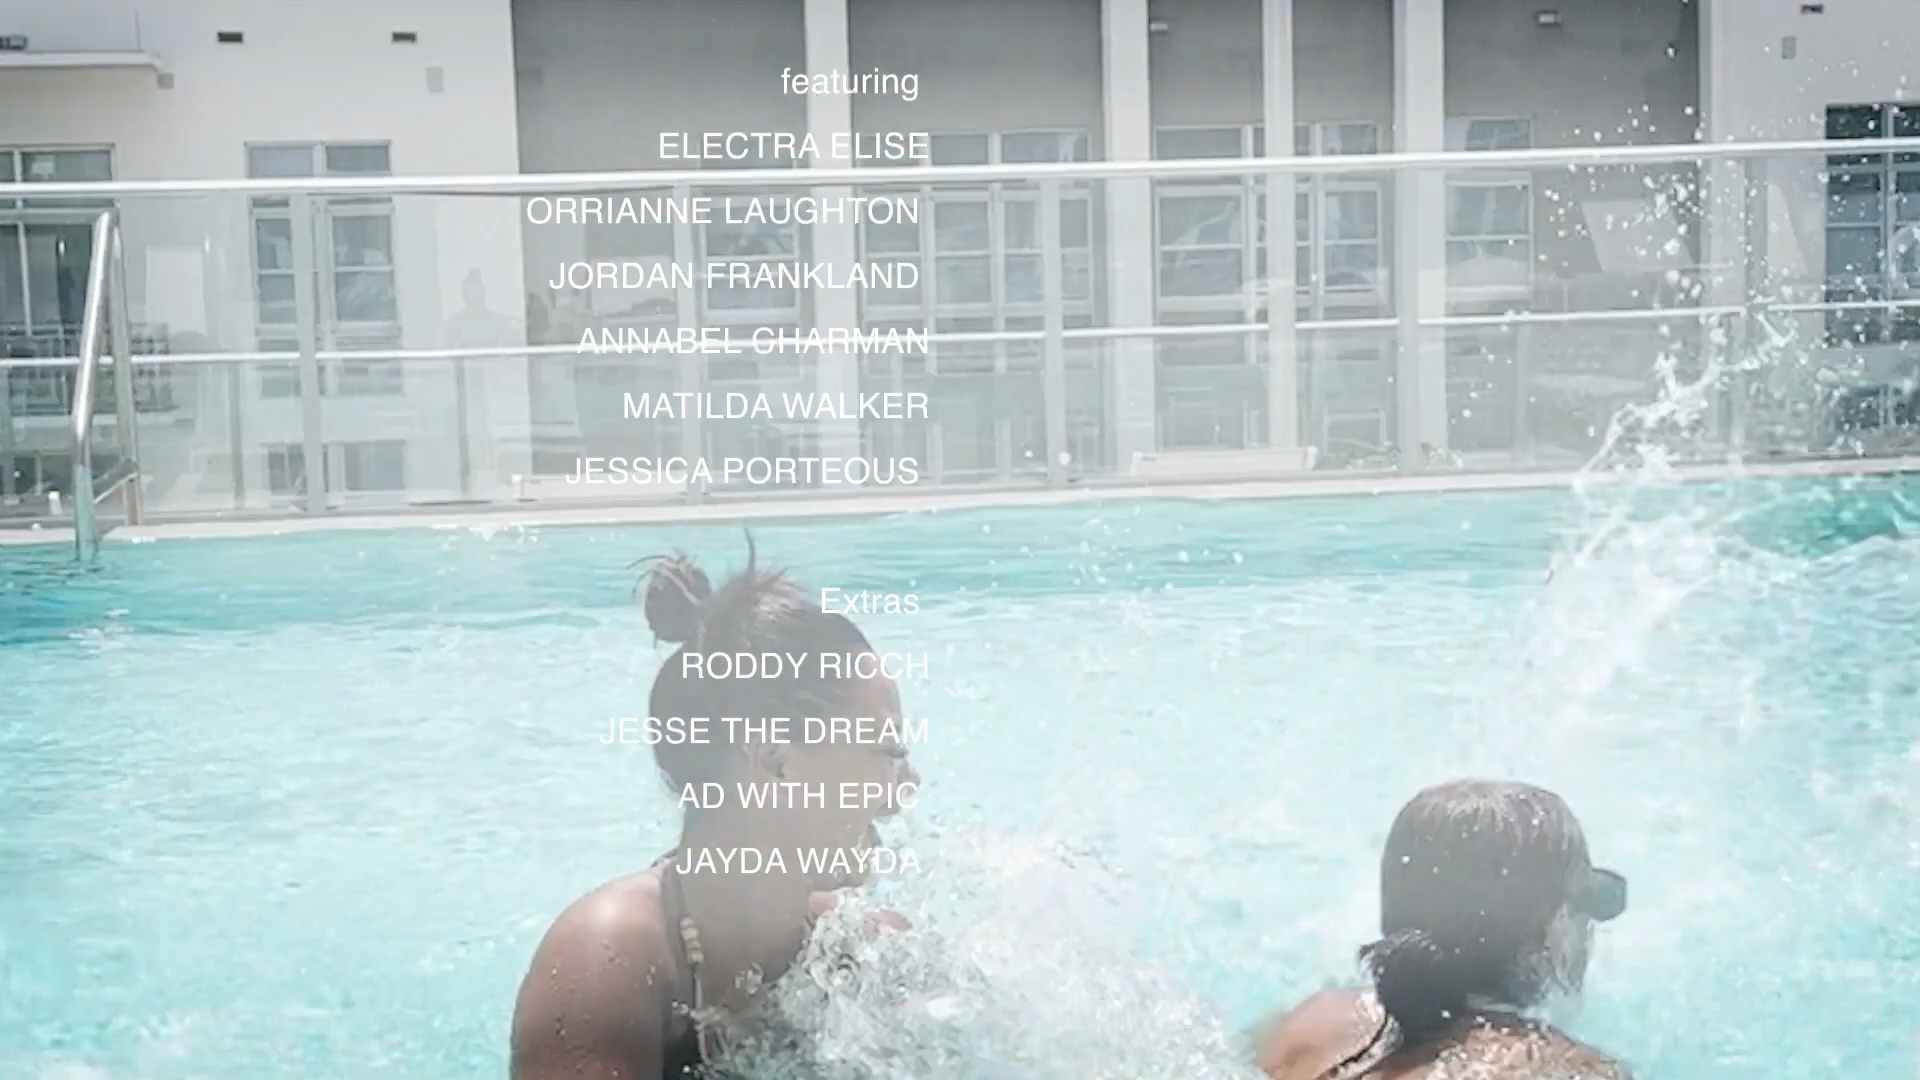 featuring
ELECTRA ELISE
ORRIANNE LAUGHTON
JORDAN FRANKLAND
ANNABEL CHARMAN
MATILDA WALKER
JESSICA PORTEOUS
Extras
RODDY RICCH
JESSE THE DREAM
AD WITH EPIC
JAYDA WAYDA